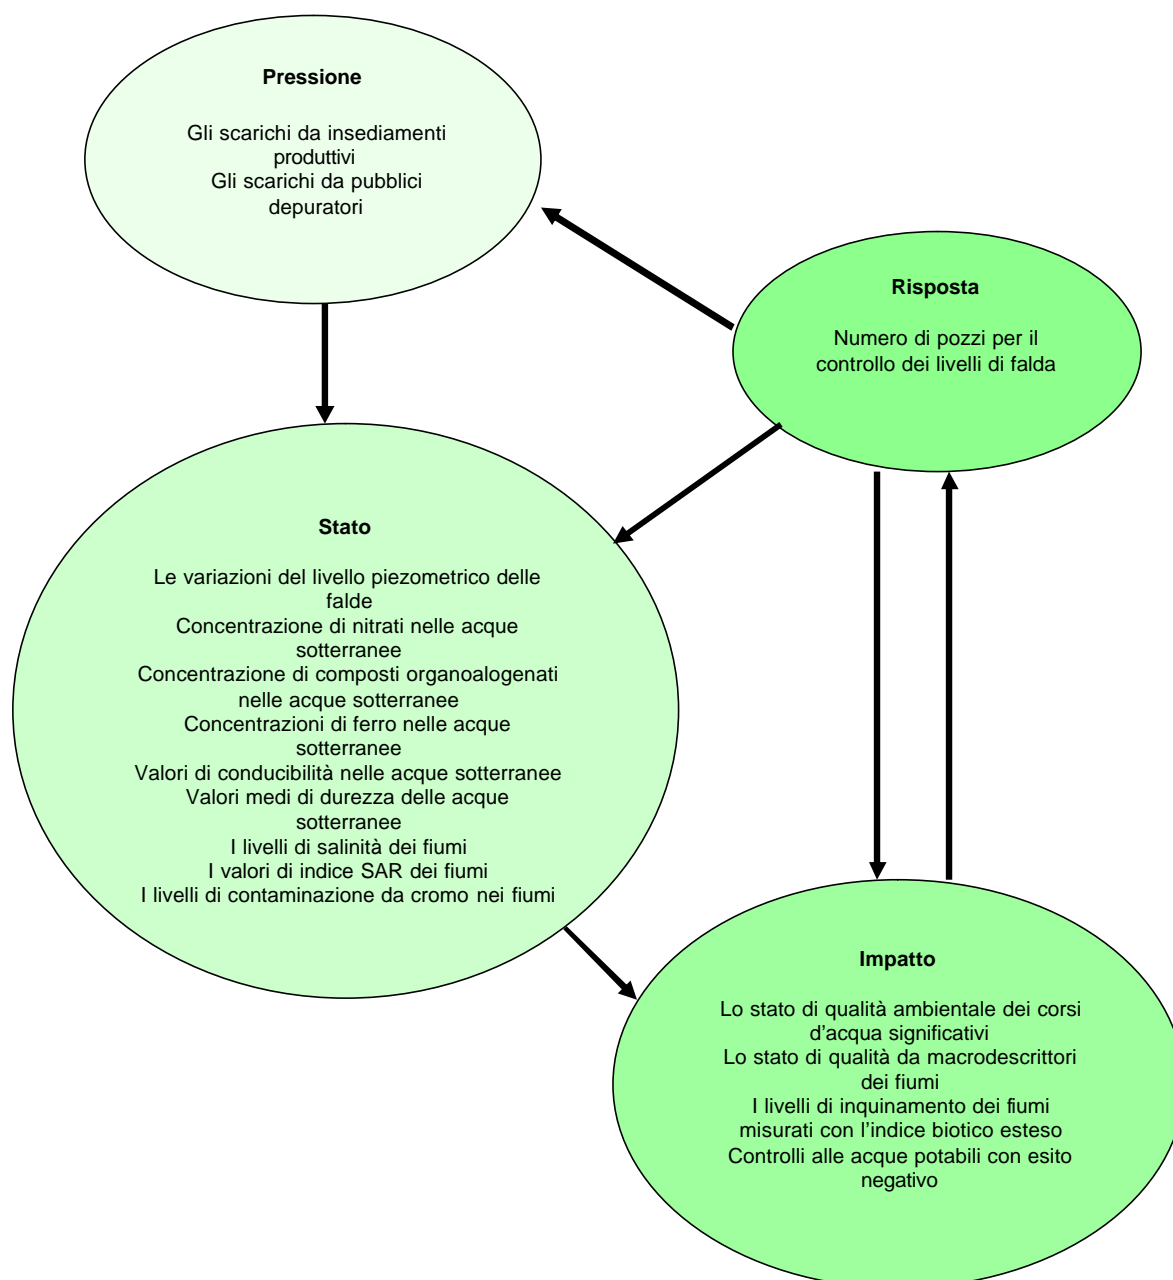 Pressione
Gli scarichi da insediamenti
produttivi
Gli scarichi da pubblici
depuratori
Risposta
Numero di pozzi per il
controllo dei livelli di falda
Stato
Le variazioni del livello piezometrico delle
falde
Concentrazione di nitrati nelle acque
sotterranee
Concentrazione di composti organoalogenati
nelle acque sotterranee
Concentrazioni di ferro nelle acque
sotterranee
Valori di conducibilità nelle acque sotterranee
Valori medi di durezza delle acque
sotterranee
I livelli di salinità dei fiumi
I valori di indice SAR dei fiumi
I livelli di contaminazione da cromo nei fiumi
Impatto
Lo stato di qualità ambientale dei corsi
d'acqua significativi
Lo stato di qualità da macrodescrittori
dei fiumi
I livelli di inquinamento dei fiumi
misurati con l’indice biotico esteso
Controlli alle acque potabili con esito
negativo